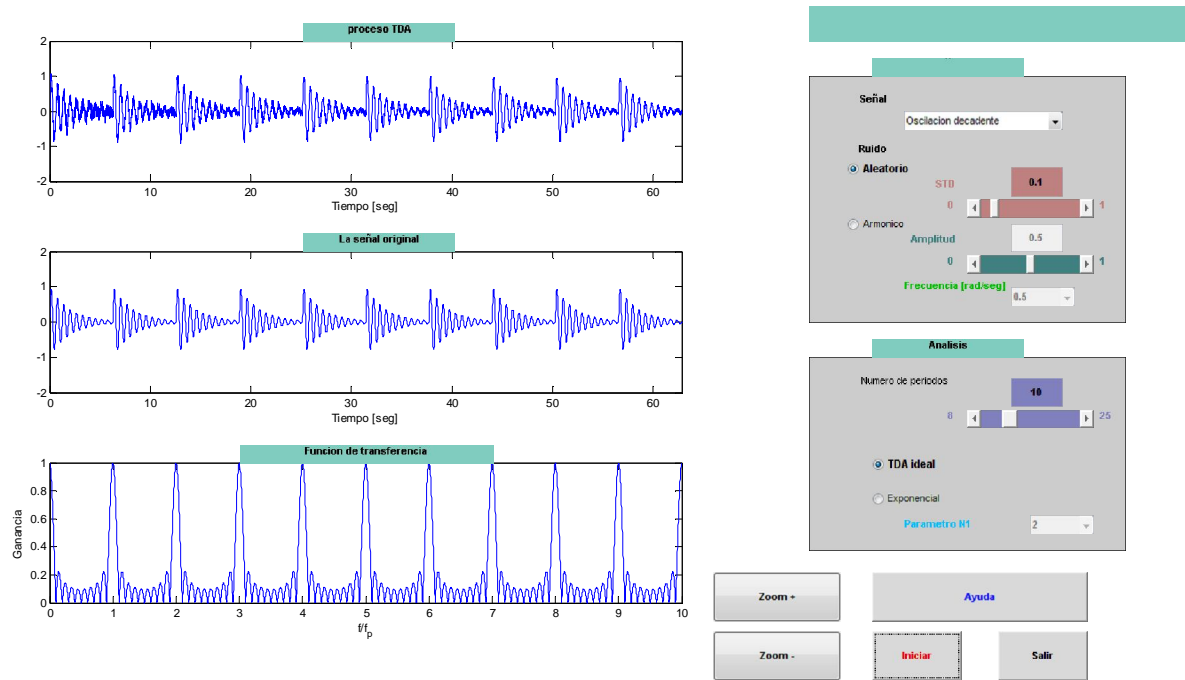 proceso TDA
2
1
0
-1
-2
0 10 20 30 40 50 60
Tiempo [seg]
La señal original
2
1
0
-1
-2
0 10 20 30 40 50 60
Tiempo [seg]
Funcion de transferencia
1
0.8
0.6
0.4
0.2
0
Ganancia
0 1 2 3 4 5 6 7 8 9 10
f/fp
Señal
Oscilacion decadente
Ruido
Aleatorio
STD
0.1
0 1
Armonico
Amplitud
0.5
0 1
Frecuencia [rad/seg]
0.5
Analisis
Numero de periodos
10
0 25
TDA ideal
Exponencial
Parametro N1
2
Zoom +
Ayuda
Zoom -
Iniciar
Salir